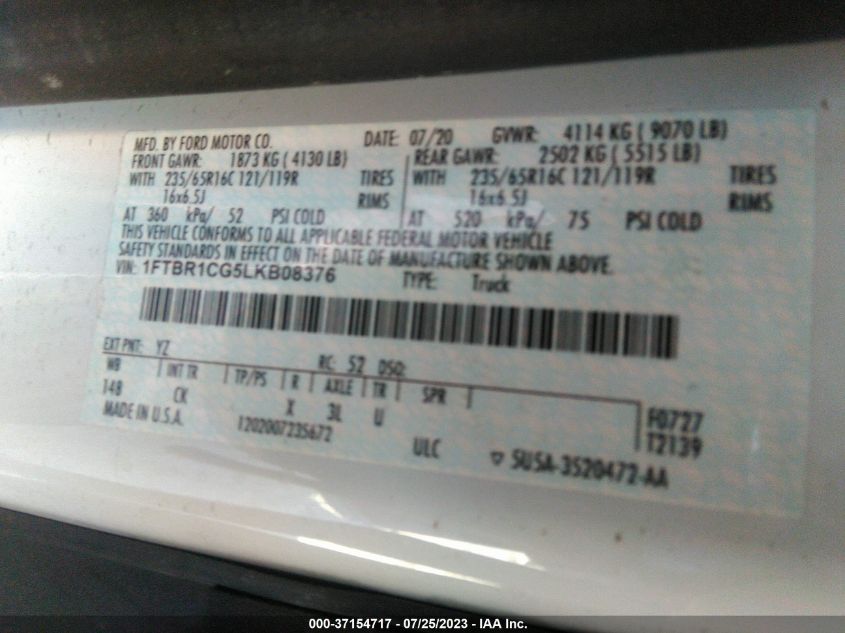 MFD. BY FORD MOTOR CO. DATE: 07/20 GVWR: 4114 KG ( 9070 LB)
FRONT GAWR: 1873 KG ( 4130 LB) REAR GAWR: 2502 KG ( 5515 LB)
WITH 235/65R16C 121/119R TIRES WITH 235/65R16C 121/119R TIRES
16x6.5J RIMS 16x6.5J RIMS
AT 360 kPa/ 52 PSI COLD AT 520 kPa/ 75 PSI COLD
THIS VEHICLE CONFORMS TO ALL APPLICABLE FEDERAL MOTOR VEHICLE
SAFETY STANDARDS IN EFFECT ON THE DATE OF MANUFACTURE SHOWN ABOVE.
VIN: 1FTBR1CG5LKB08376 TYPE: Truck
EXT PNT: YZ RC: 52 DSO:
WB INT TR TP/PS R AXLE TR SPR
148 CK X 3L U F0727
MADE IN U.S.A. 1202007235672 T2139
ULC ▽ 5U5A-3520472-AA
000-37154717 - 07/25/2023 - IAA Inc.